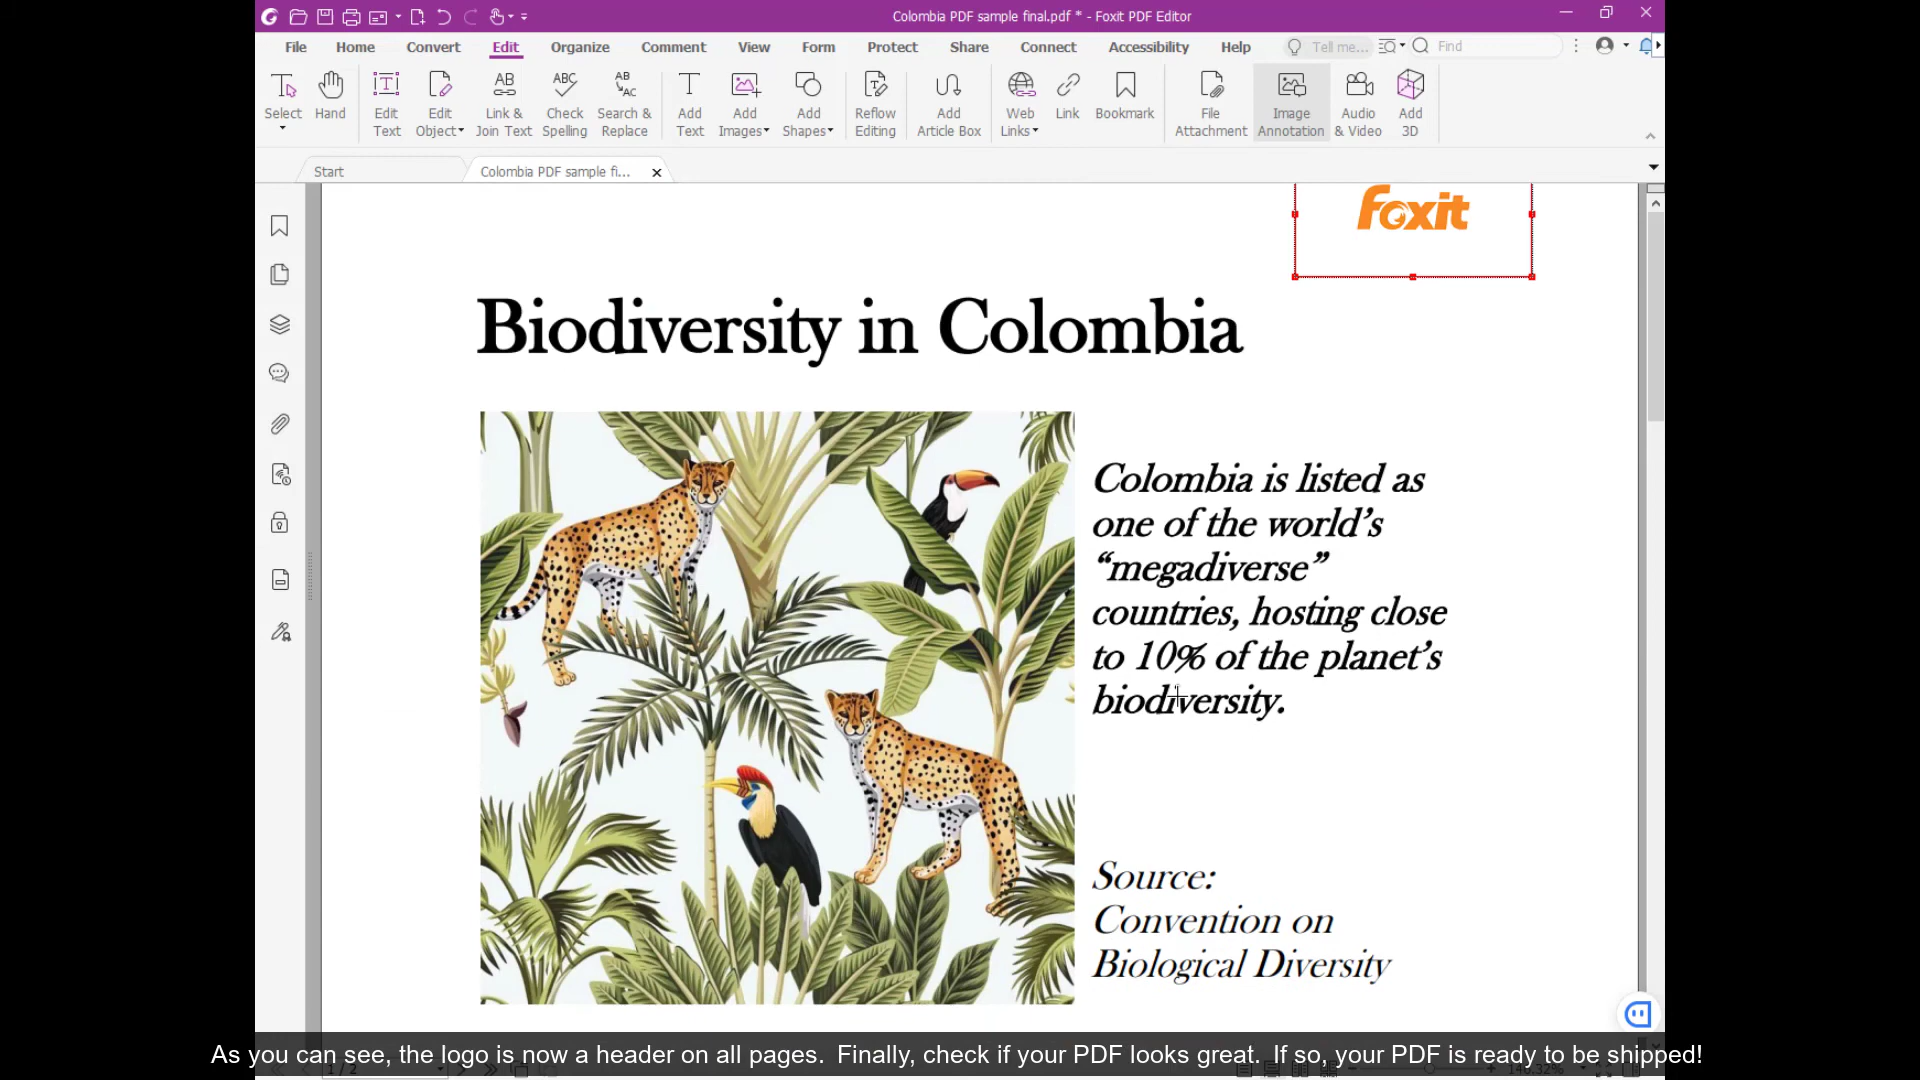 Colombia PDF sample final.pdf * - Foxit PDF Editor
File Home Convert Edit Organize Comment View Form Protect Share Connect Accessibility Help Tell me... Find
Select Hand Edit Text Edit Object Link & Join Text Check Spelling Search & Replace Add Text Add Images Add Shapes Reflow Editing Add Article Box Web Links Link Bookmark File Attachment Image Annotation Audio & Video Add 3D
Start Colombia PDF sample fi...
foxit
Biodiversity in Colombia
Colombia is listed as
one of the world’s
“megadiverse”
countries, hosting close
to 10% of the planet’s
biodiversity.
Source:
Convention on
Biological Diversity
As you can see, the logo is now a header on all pages. Finally, check if your PDF looks great. If so, your PDF is ready to be shipped!
1 / 2